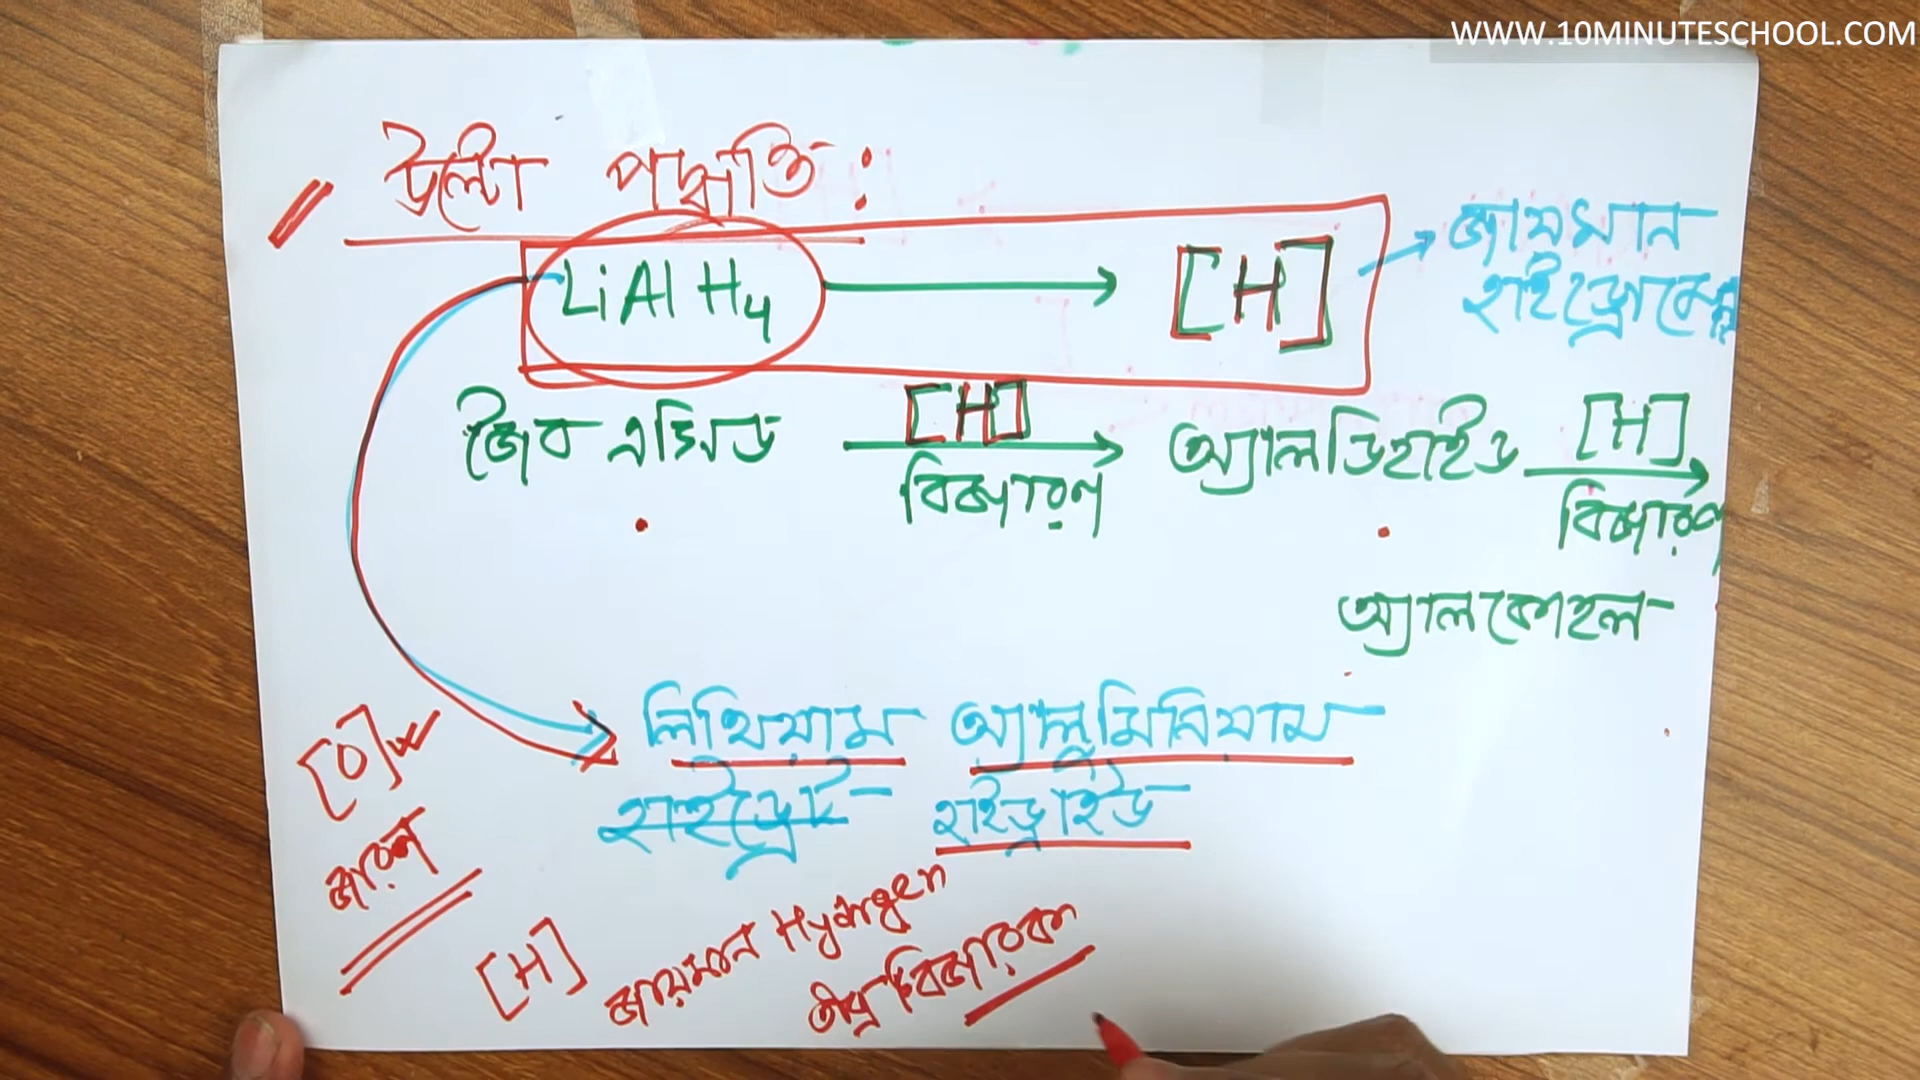 WWW.10MINUTESCHOOL.COM
উল্টো পদ্ধতি :
LiAlH4 → [H] → জায়মান
হাইড্রোজেন
জৈব এসিড [H] → বিজারণ অ্যালডিহাইড [H] → বিজারণ
অ্যালকোহল
লিথিয়াম অ্যালুমিনিয়াম
হাইড্রেট হাইড্রাইড
[O]
জারণ
[H] জায়মান Hydrogen
তীব্র বিজারক